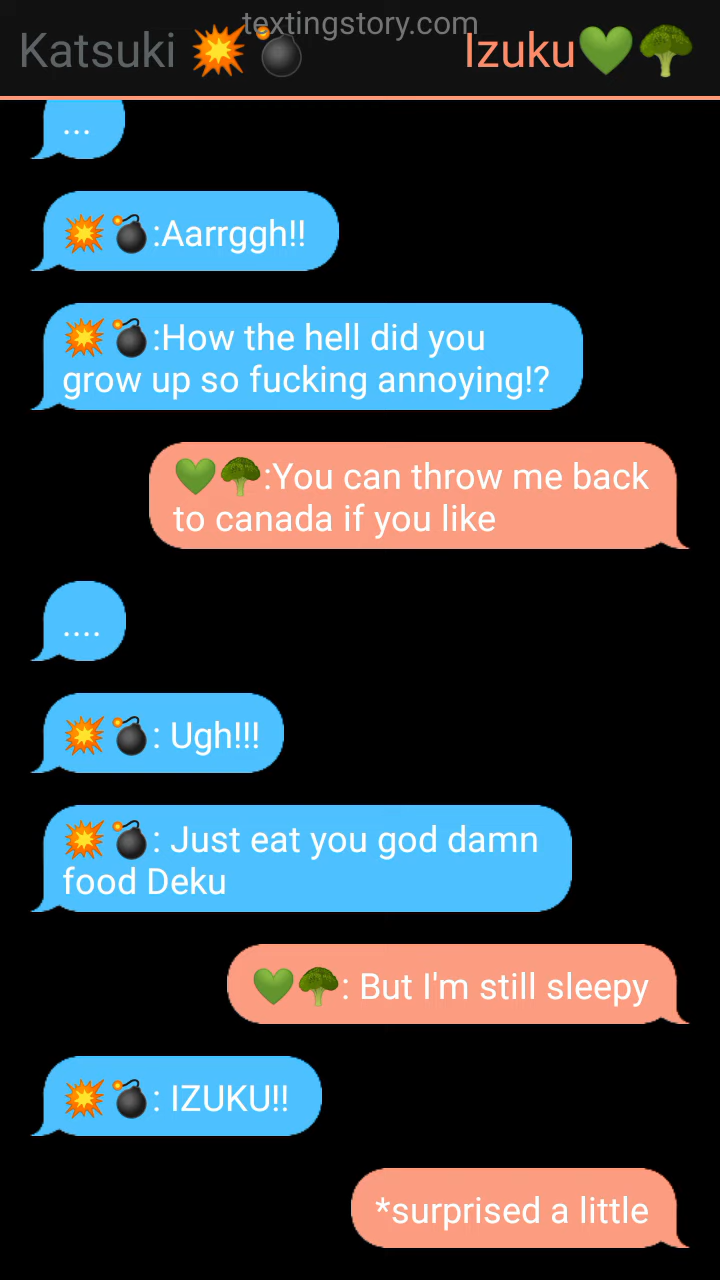 textingstory.com
Katsuki 💥💣 Izuku💚🥦
...
💥💣:Aarrggh!!
💥💣:How the hell did you
grow up so fucking annoying!?
💚🥦:You can throw me back
to canada if you like
....
💥💣: Ugh!!!
💥💣: Just eat you god damn
food Deku
💚🥦: But I'm still sleepy
💥💣: IZUKU!!
*surprised a little